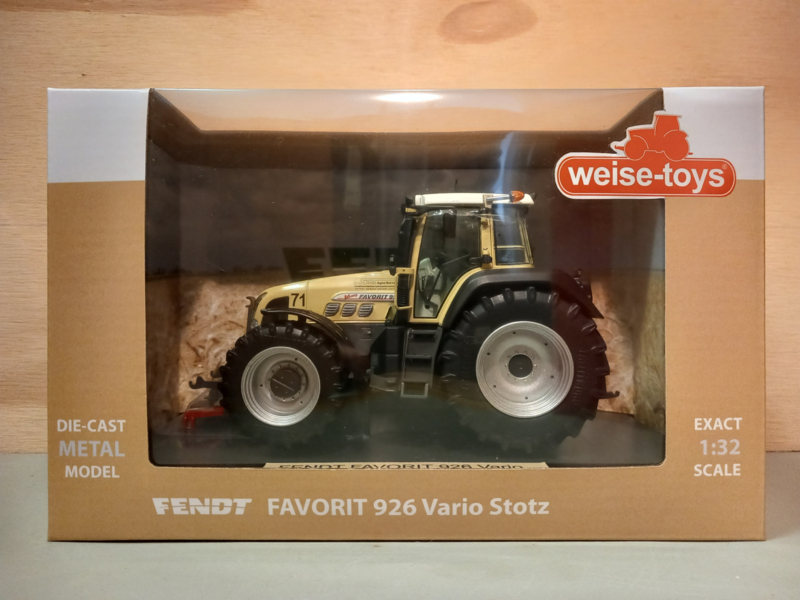 weise-toys®
71
FAVORIT 9
DIE-CAST
METAL
MODEL
EXACT
1:32
SCALE
FENDT FAVORIT 926 Vario
FENDT FAVORIT 926 Vario Stotz